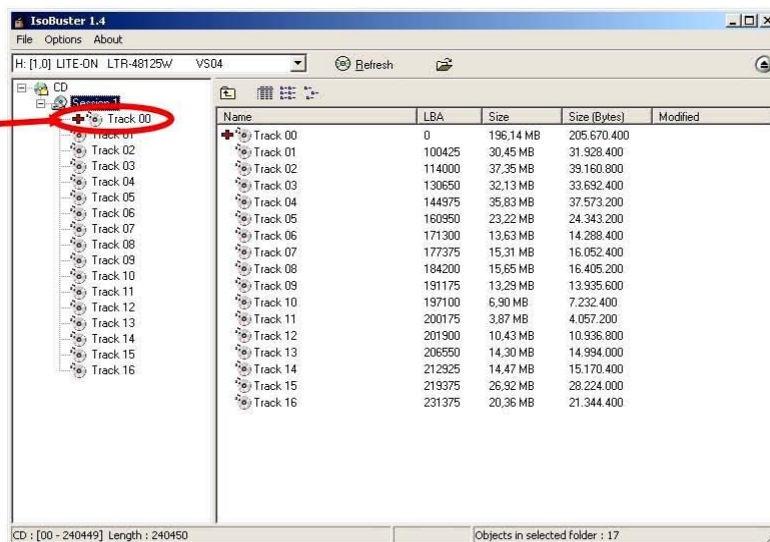 IsoBuster 1.4
File Options About
H: [1,0] LITE-ON LTR-48125W VS04 Refresh
CD
Session 1
Track 00
Track 01
Track 02
Track 03
Track 04
Track 05
Track 06
Track 07
Track 08
Track 09
Track 10
Track 11
Track 12
Track 13
Track 14
Track 15
Track 16
Name LBA Size Size (Bytes) Modified
Track 00 0 196,14 MB 205.670.400
Track 01 100425 30,45 MB 31.928.400
Track 02 114000 37,35 MB 39.160.800
Track 03 130650 32,13 MB 33.692.400
Track 04 144975 35,83 MB 37.573.200
Track 05 160950 23,22 MB 24.343.200
Track 06 171300 13,63 MB 14.288.400
Track 07 177375 15,31 MB 16.052.400
Track 08 184200 15,65 MB 16.405.200
Track 09 191175 13,29 MB 13.935.600
Track 10 197100 6,90 MB 7.232.400
Track 11 200175 3,87 MB 4.057.200
Track 12 201900 10,43 MB 10.936.800
Track 13 206550 14,30 MB 14.994.000
Track 14 212925 14,47 MB 15.170.400
Track 15 219375 26,92 MB 28.224.000
Track 16 231375 20,36 MB 21.344.400
CD : [00 - 240449] Length : 240450 Objects in selected folder : 17